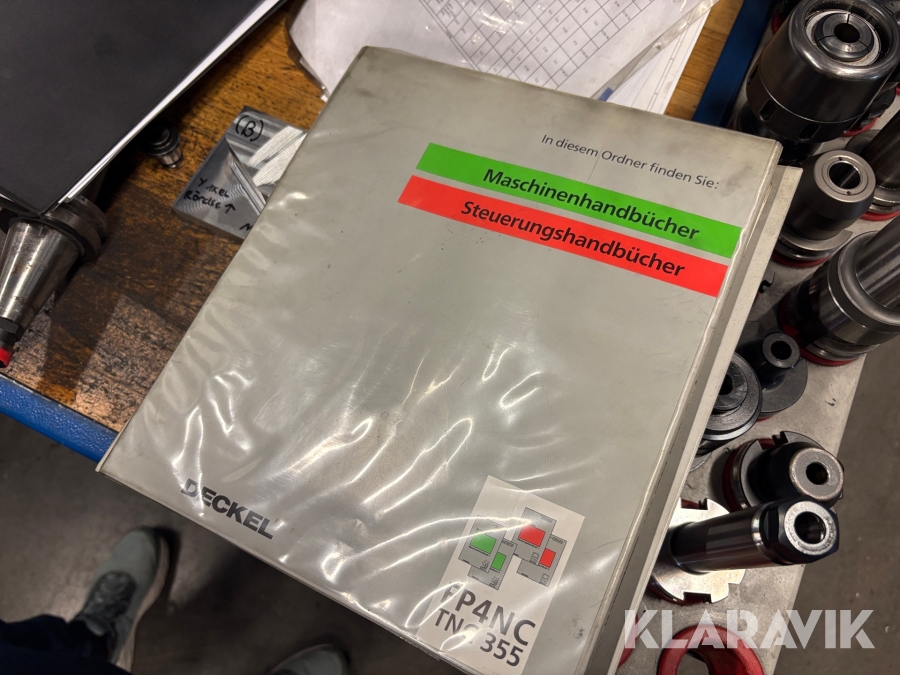 In diesem Ordner finden Sie:
Maschinenhandbücher
Steuerungshandbücher
DECKEL
FP4NC
TNC 355
(B)
KLARAVIK